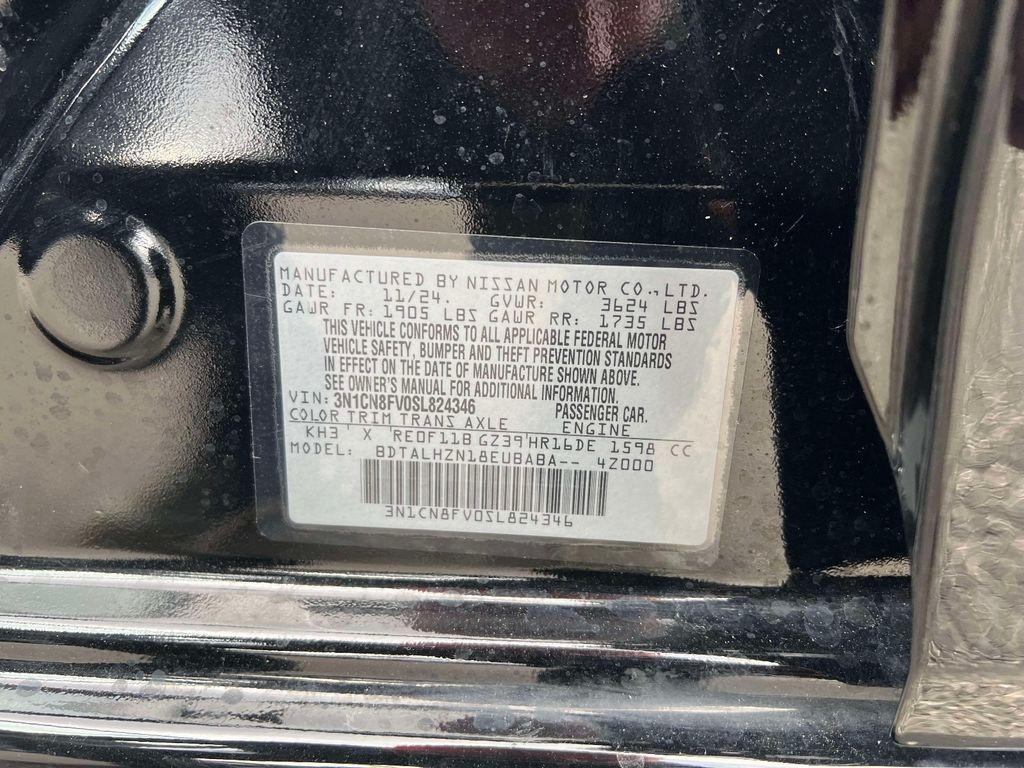 MANUFACTURED BY NISSAN MOTOR CO.,LTD.
DATE: 11/24. GVWR: 3624 LBS
GAWR FR: 1905 LBS GAWR RR: 1735 LBS
THIS VEHICLE CONFORMS TO ALL APPLICABLE FEDERAL MOTOR
VEHICLE SAFETY, BUMPER AND THEFT PREVENTION STANDARDS
IN EFFECT ON THE DATE OF MANUFACTURE SHOWN ABOVE.
SEE OWNER'S MANUAL FOR ADDITIONAL INFORMATION.
VIN: 3N1CN8FV0SL824346 PASSENGER CAR.
COLOR TRIM TRANS AXLE ENGINE
KH3 ' X RE0F11B GZ39'HR16DE 1598 CC
MODEL: BDTALHZN18EUBABA-- 4Z000
3N1CN8FV0SL824346